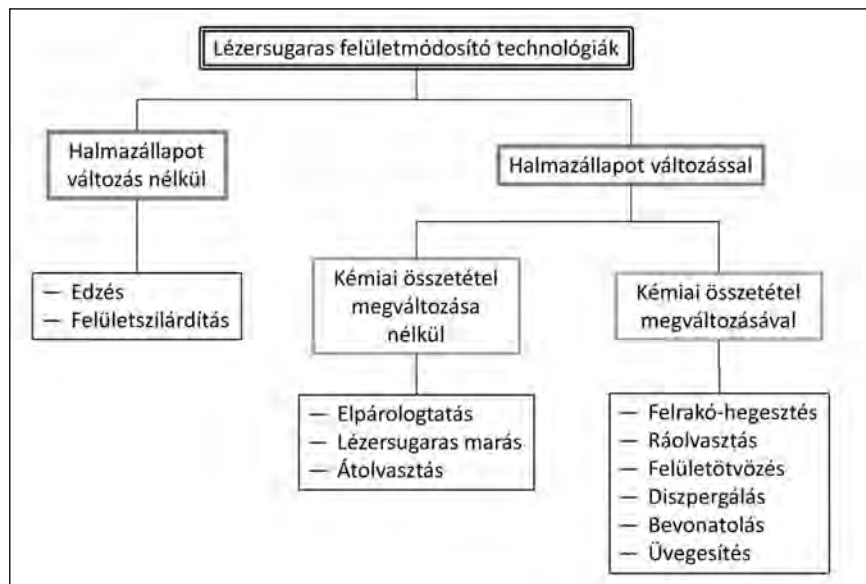 Lézersugaras felületmódosító technológiák
Halmazállapot
változás nélkül
Halmazállapot változással
— Edzés
— Felületszilárdítás
Kémiai összetétel
megváltozása
nélkül
Kémiai összetétel
megváltozásával
— Elpárologtatás
— Lézersugaras marás
— Átolvasztás
— Felrakó-hegesztés
— Ráolvasztás
— Felületötvözés
— Diszpergálás
— Bevonatolás
— Üvegesítés